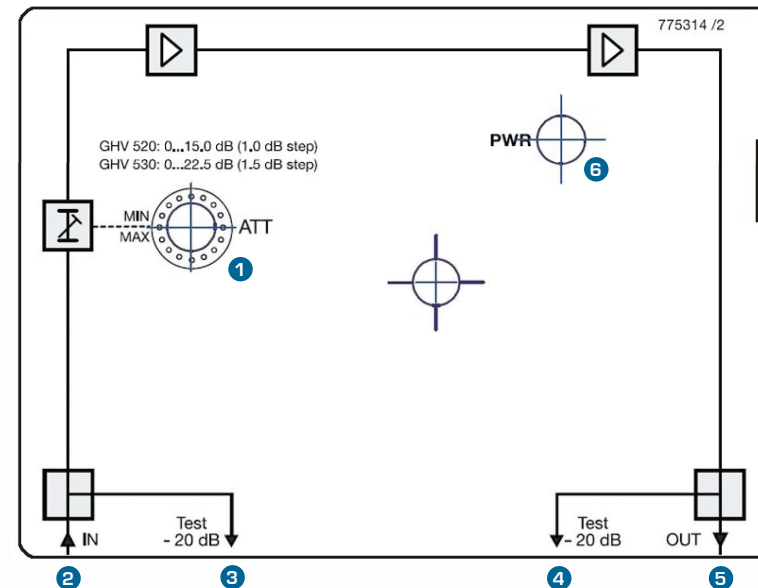 775314 /2
GHV 520: 0...15.0 dB (1.0 dB step)
GHV 530: 0...22.5 dB (1.5 dB step)
PWR
6
MIN
MAX
ATT
1
IN
Test
- 20 dB
Test
- 20 dB
OUT
2
3
4
5